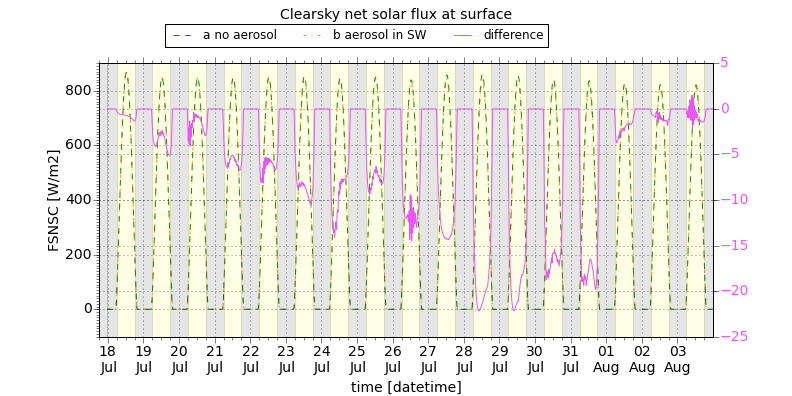 Clearsky net solar flux at surface
a no aerosol b aerosol in SW difference
800
600
400
200
0
FSNSC [W/m2]
5
0
−5
−10
−15
−20
−25
18 19 20 21 22 23 24 25 26 27 28 29 30 31 01 02 03
Jul Jul Jul Jul Jul Jul Jul Jul Jul Jul Jul Jul Jul Jul Aug Aug Aug
time [datetime]